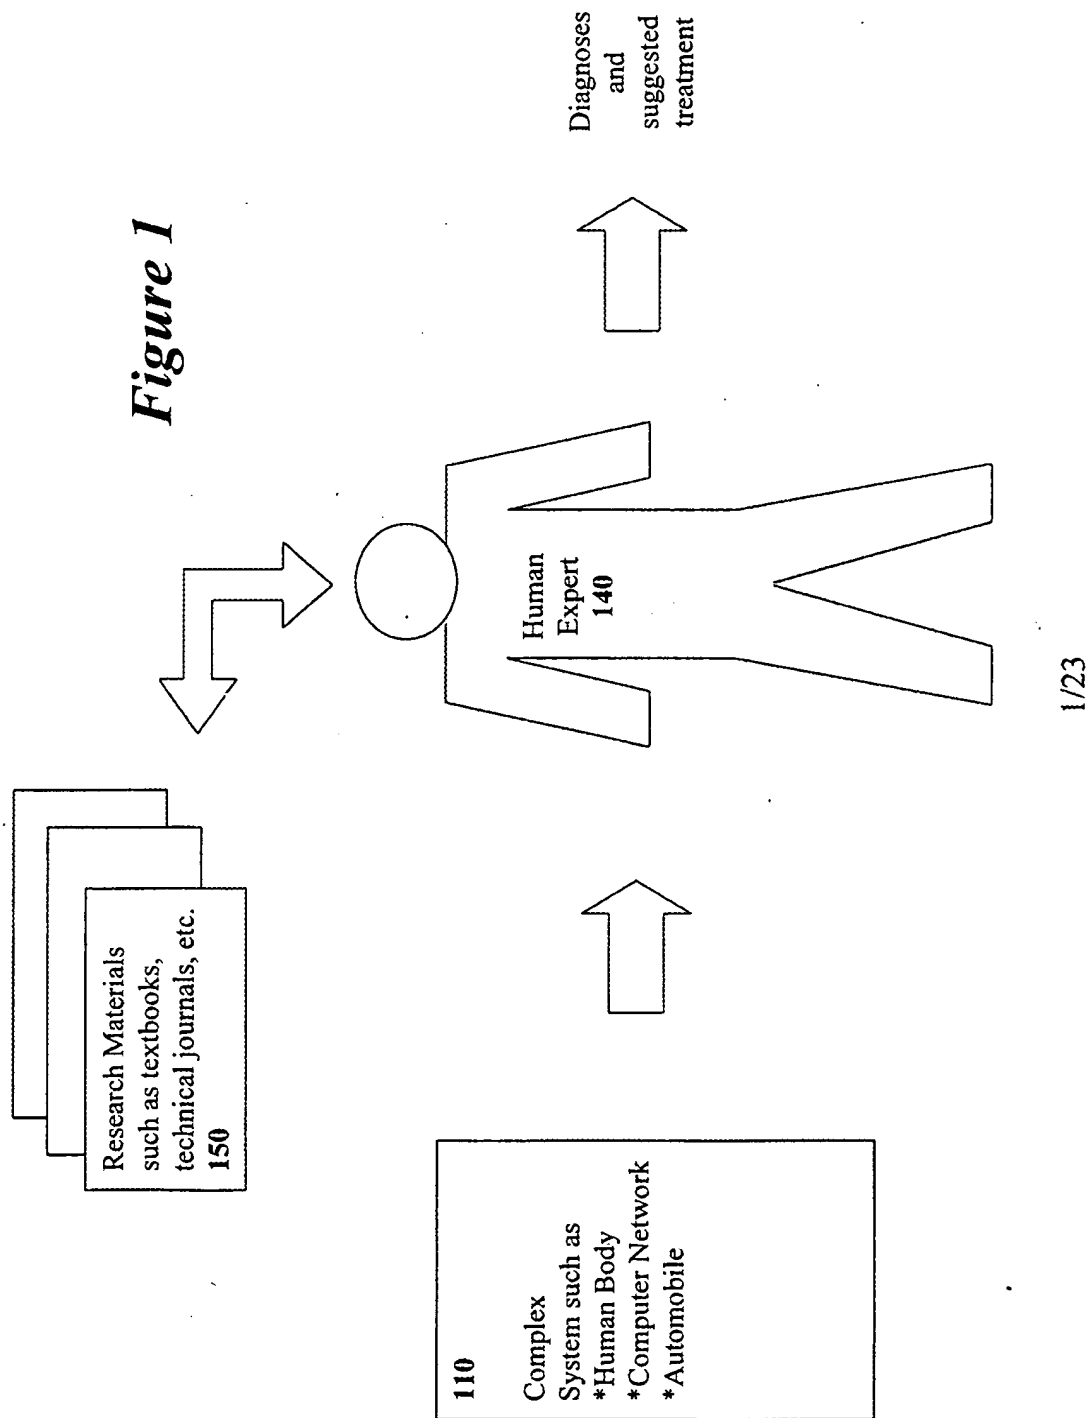 Figure 1
Research Materials
such as textbooks,
technical journals, etc.
150
110
Complex
System such as
*Human Body
*Computer Network
*Automobile
Human
Expert
140
Diagnoses
and
suggested
treatment
1/23